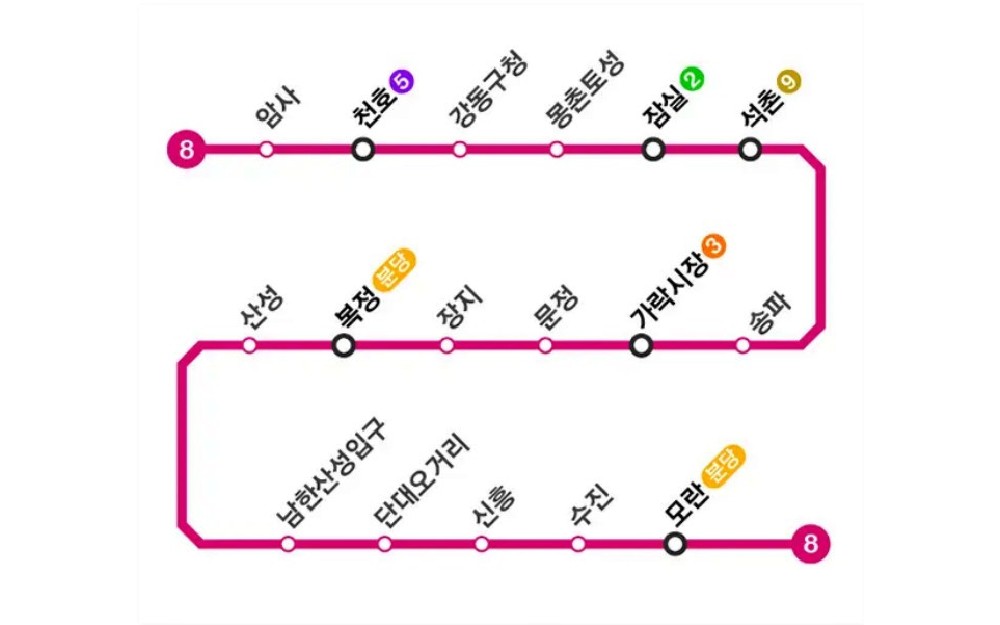 8
암사
천호 5
강동구청
몽촌토성
잠실 2
석촌 9
산성
복정 분당
장지
문정
가락시장 3
송파
남한산성입구
단대오거리
신흥
수진
모란 분당
8